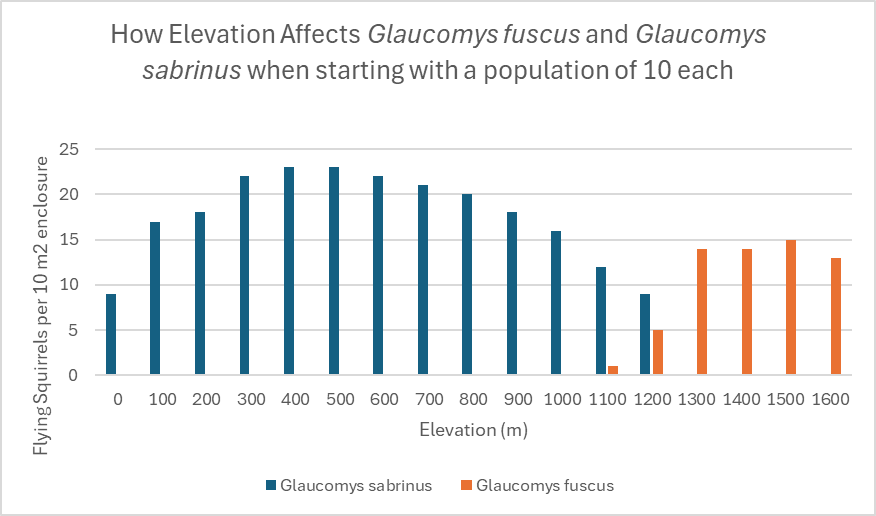 How Elevation Affects Glaucomys fuscus and Glaucomys
sabrinus when starting with a population of 10 each
Flying Squirrels per 10 m2 enclosure
25
20
15
10
5
0
0 100 200 300 400 500 600 700 800 900 1000 1100 1200 1300 1400 1500 1600
Elevation (m)
Glaucomys sabrinus Glaucomys fuscus